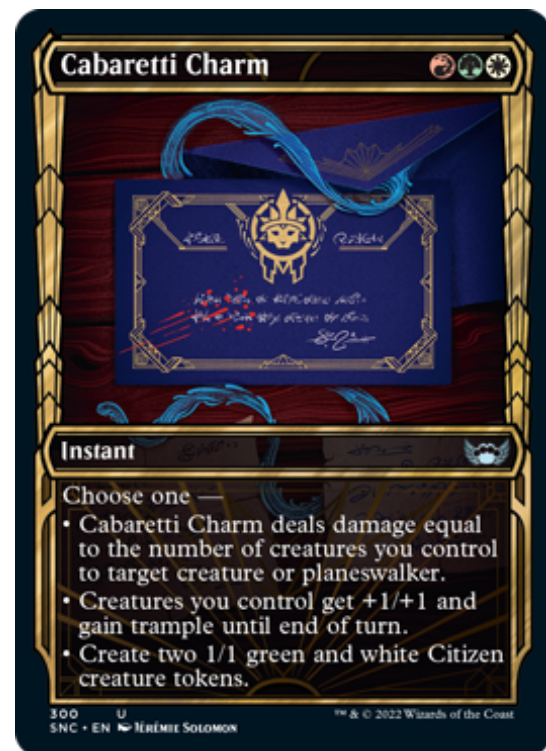 Cabaretti Charm
Instant
Choose one —
• Cabaretti Charm deals damage equal
to the number of creatures you control
to target creature or planeswalker.
• Creatures you control get +1/+1 and
gain trample until end of turn.
• Create two 1/1 green and white Citizen
creature tokens.
300 U
SNC • EN JÉRÉMIE SOLOMON
™ & © 2022 Wizards of the Coast